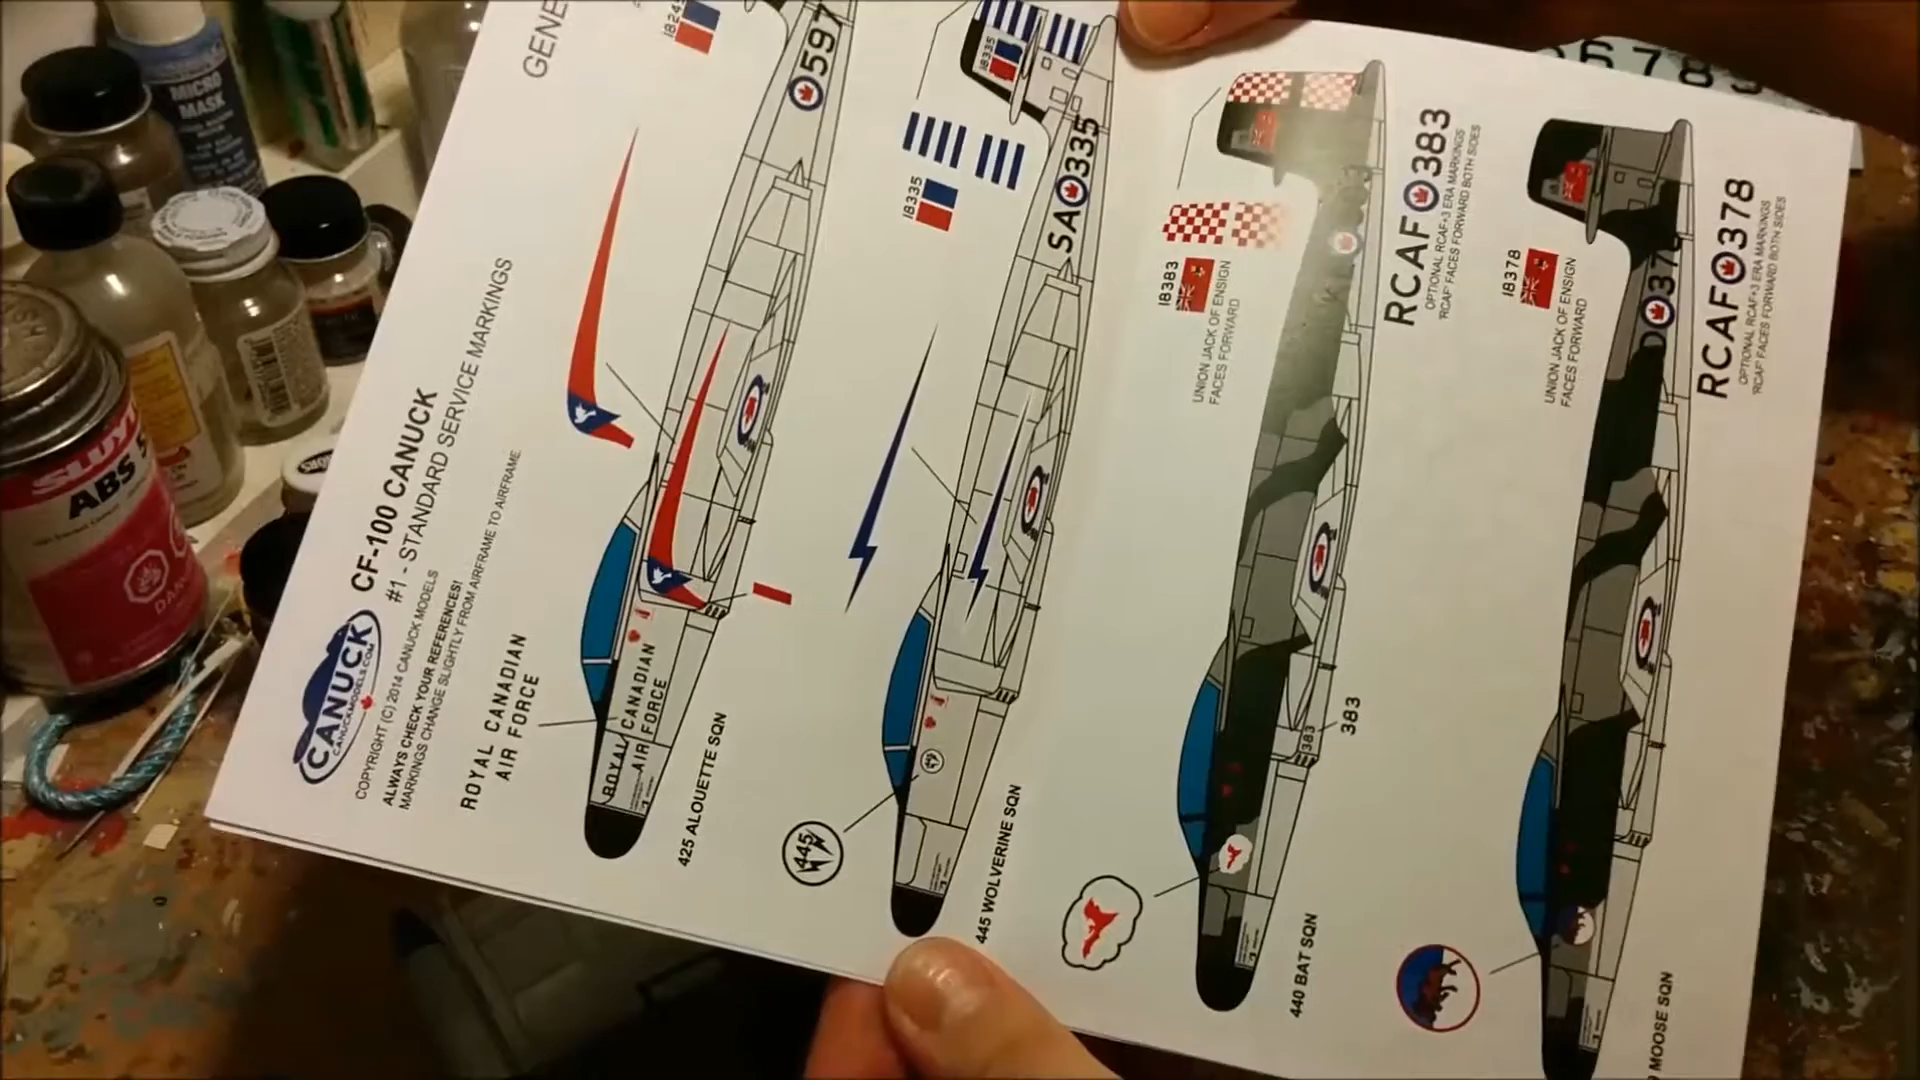 CANUCK
CANUCKMODELS.COM
CF-100 CANUCK
#1 - STANDARD SERVICE MARKINGS
COPYRIGHT (C) 2014 CANUCK MODELS
ALWAYS CHECK YOUR REFERENCES!
MARKINGS CHANGE SLIGHTLY FROM AIRFRAME TO AIRFRAME
GENE
ROYAL CANADIAN
AIR FORCE
ROYAL CANADIAN
AIR FORCE
597
425 ALOUETTE SQN
18335
18335
SA 335
445
445 WOLVERINE SQN
18383
UNION JACK OF ENSIGN
FACES FORWARD
RCAF 383
OPTIONAL RCAF+3 ERA MARKINGS
'RCAF' FACES FORWARD BOTH SIDES
383
383
440 BAT SQN
18378
UNION JACK OF ENSIGN
FACES FORWARD
RCAF 378
OPTIONAL RCAF+3 ERA MARKINGS
'RCAF' FACES FORWARD BOTH SIDES
MOOSE SQN
MICRO
MASK
ABS